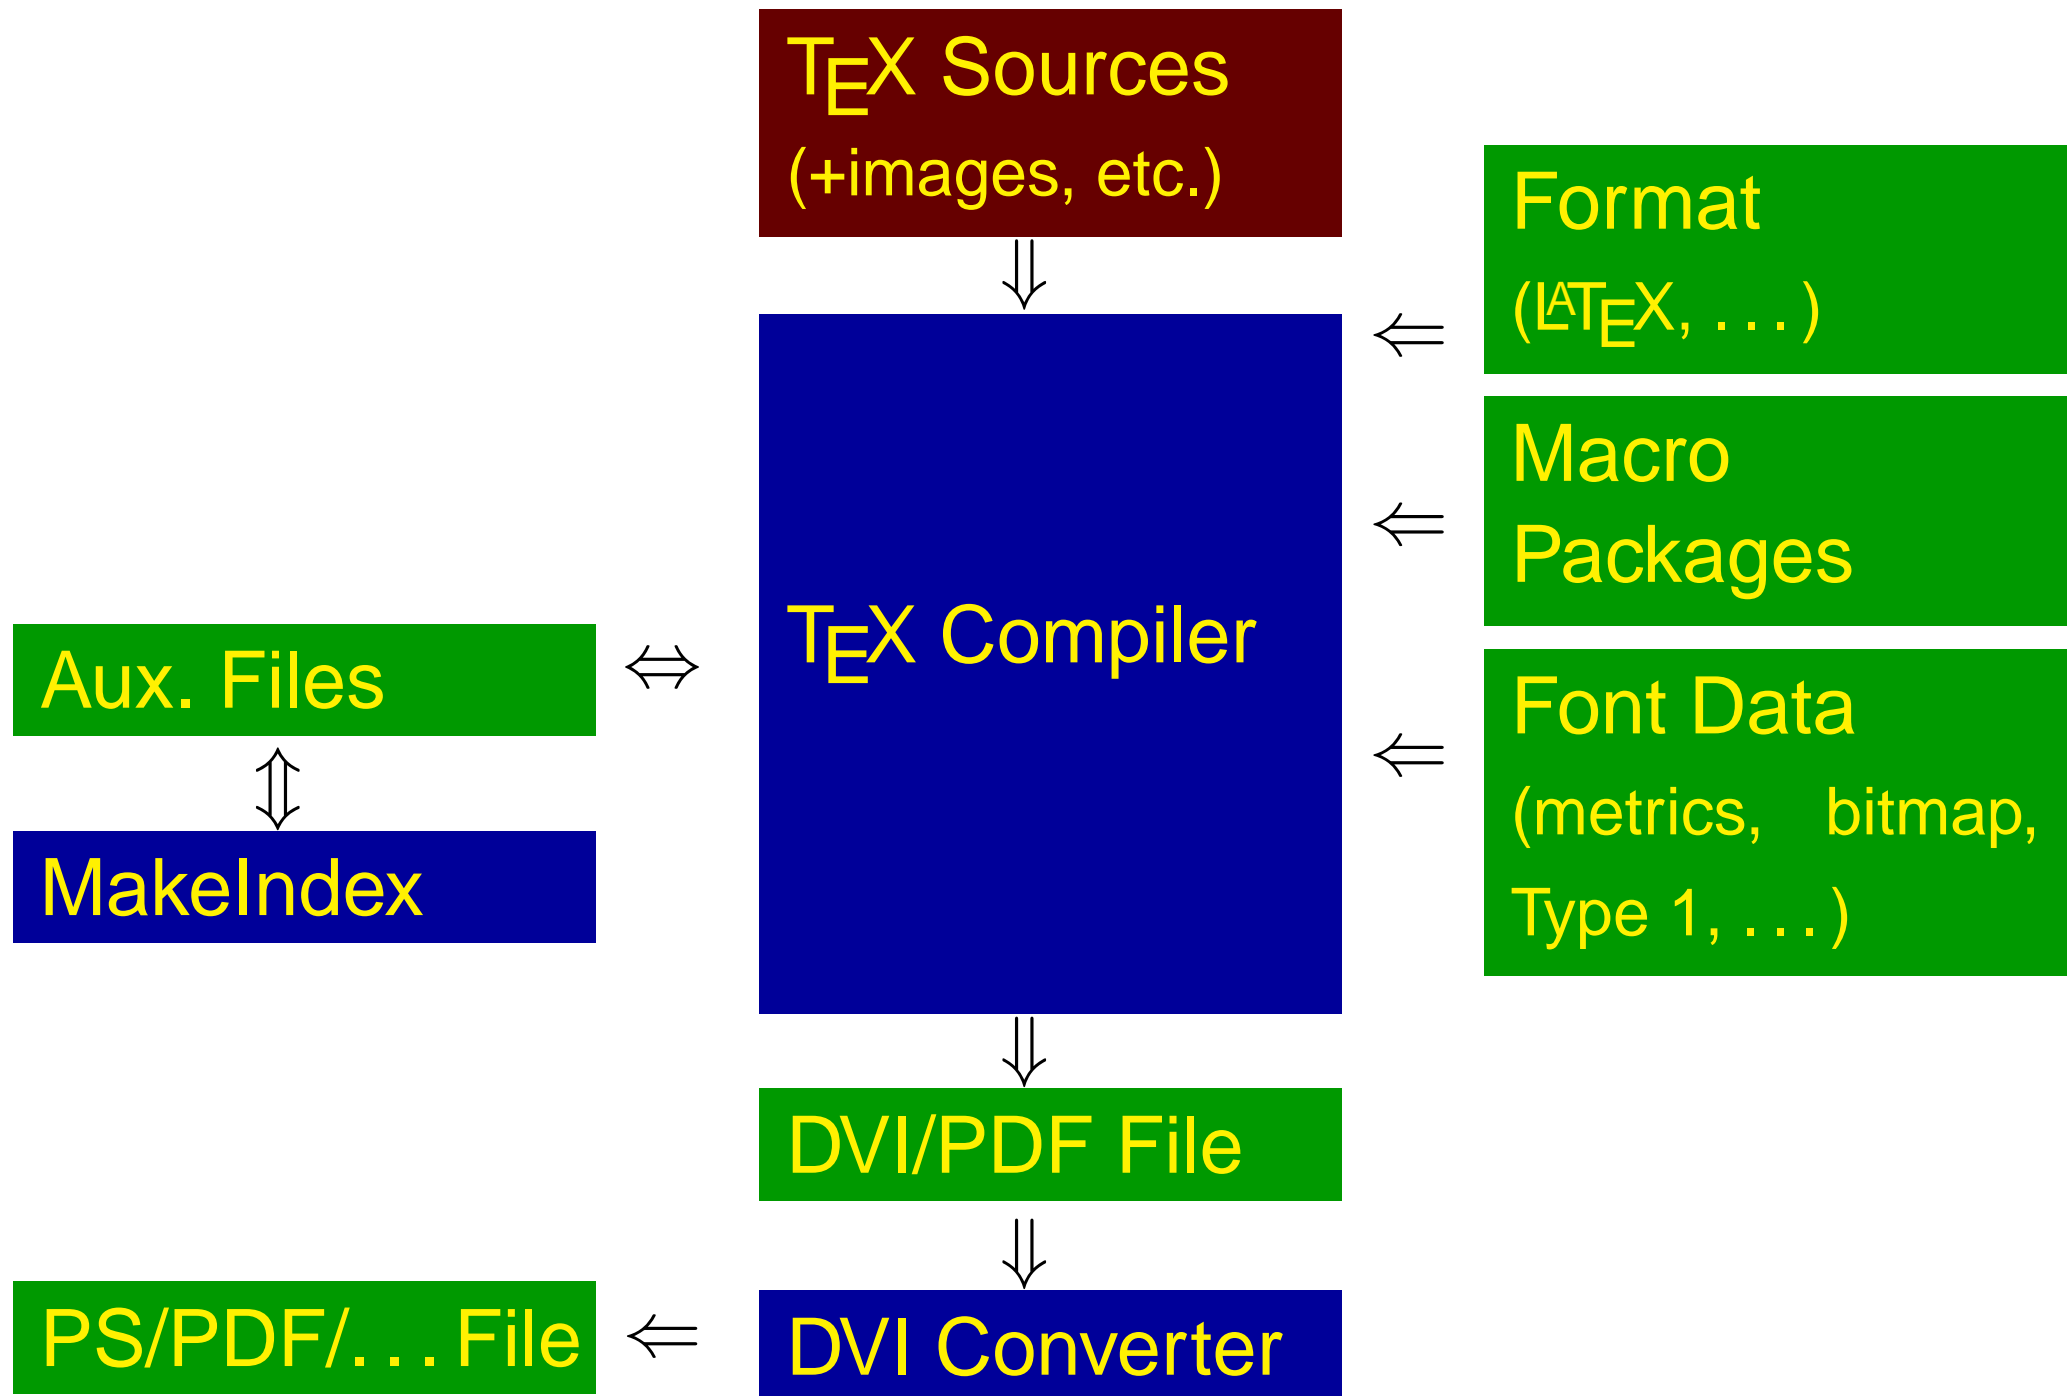 TEX Sources
(+images, etc.)
Format
(LATEX, . . . )
Macro
Packages
TEX Compiler
Aux. Files
Font Data
(metrics, bitmap,
Type 1, . . . )
MakeIndex
DVI/PDF File
PS/PDF/. . . File
DVI Converter